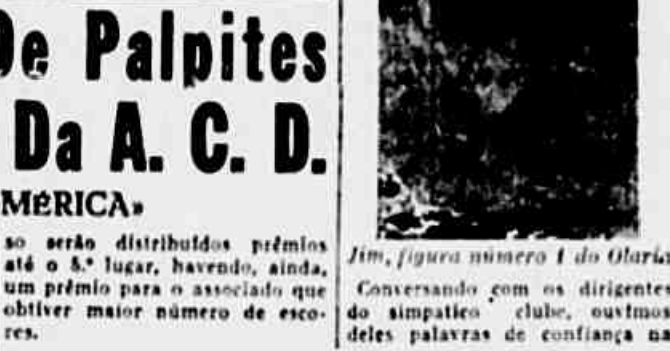 De Palpites
Da A. C. D.
MÉRICA»
so serão distribuídos prêmios
até o 5.º lugar, havendo, ainda,
um prêmio para o associado que
obtiver maior número de esco-
res.
Jim, figura número 1 do Olaria
Conversando com os dirigentes
do simpatico clube, ouvimos
deles palavras de confiança na